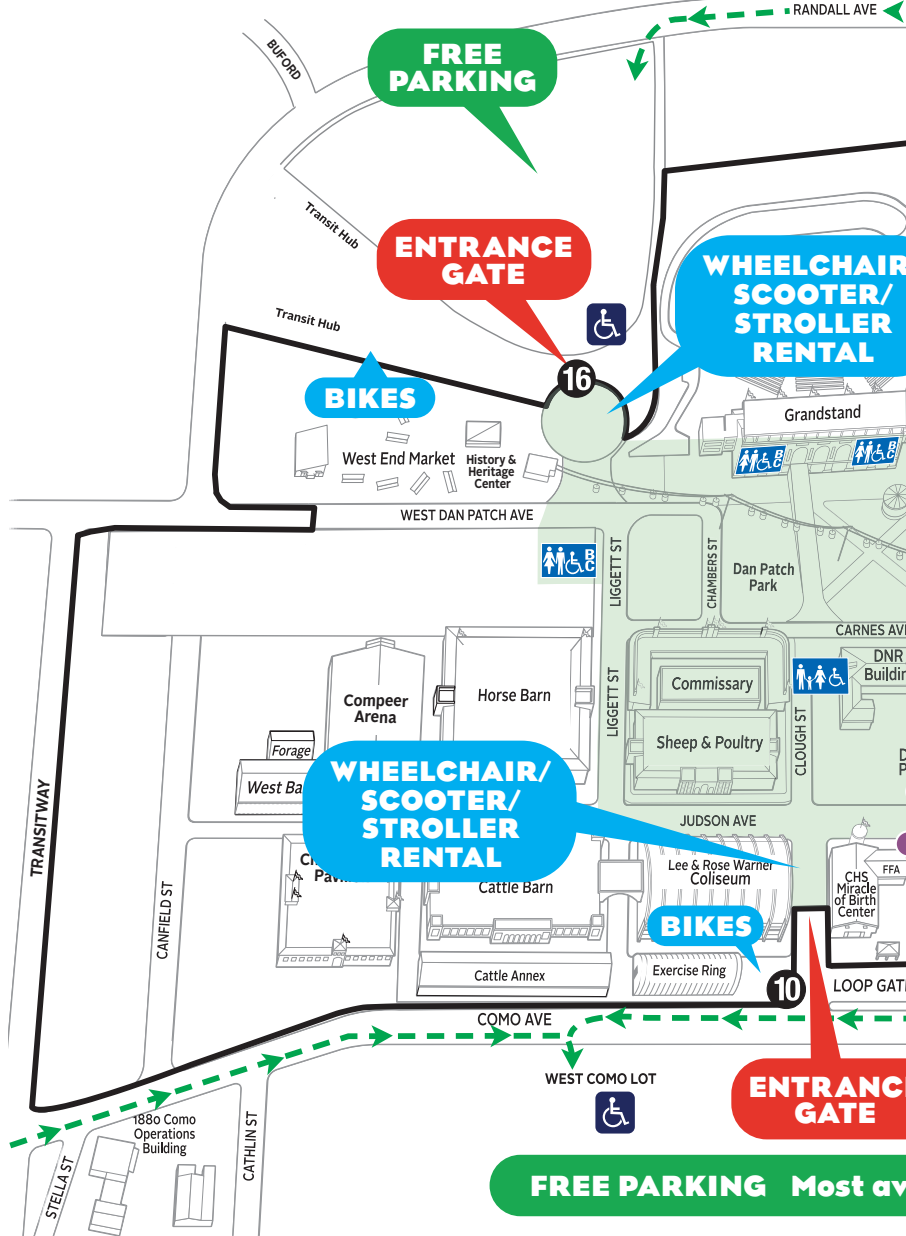 RANDALL AVE
BUFORD
FREE
PARKING
Transit Hub
ENTRANCE
GATE
WHEELCHAIR/
SCOOTER/
STROLLER
RENTAL
Transit Hub
16
BIKES
Grandstand
B
C
B
C
West End Market
History &
Heritage
Center
WEST DAN PATCH AVE
B
C
LIGGETT ST
CHAMBERS ST
Dan Patch
Park
CARNES AVE
DNR
Building
Compeer
Arena
Horse Barn
LIGGETT ST
Commissary
Sheep & Poultry
CLOUGH ST
D
P
Forage
West Ba
WHEELCHAIR/
SCOOTER/
STROLLER
RENTAL
TRANSITWAY
JUDSON AVE
Lee & Rose Warner
Coliseum
CHS
Miracle
of Birth
Center
FFA
Cattle Barn
CANFIELD ST
BIKES
Cattle Annex
Exercise Ring
10
LOOP GAT
COMO AVE
WEST COMO LOT
ENTRANC
GATE
1880 Como
Operations
Building
CATHLIN ST
STELLA ST
FREE PARKING Most av